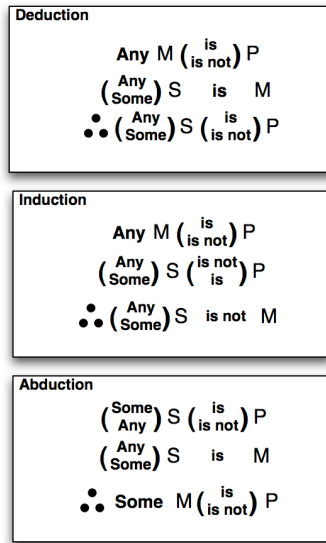 Deduction
Any M (is / is not) P
(Any / Some) S is M
∴ (Any / Some) S (is / is not) P
Induction
Any M (is / is not) P
(Any / Some) S (is not / is) P
∴ (Any / Some) S is not M
Abduction
(Some / Any) S (is / is not) P
(Any / Some) S is M
∴ Some M (is / is not) P